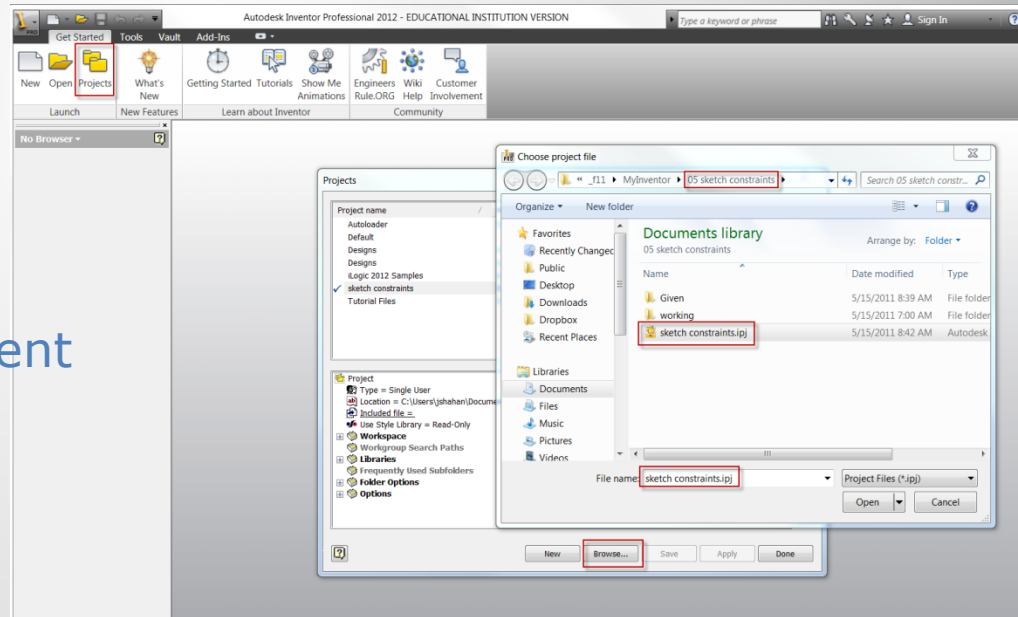 Autodesk Inventor Professional 2012 - EDUCATIONAL INSTITUTION VERSION
Type a keyword or phrase
Sign In
PRO
Get Started Tools Vault Add-Ins
New Open Projects What's New Getting Started Tutorials Show Me Animations Engineers Rule.ORG Wiki Help Customer Involvement
Launch New Features Learn about Inventor Community
No Browser
ent
Projects
Project name
Autoloader
Default
Designs
Designs
iLogic 2012 Samples
sketch constraints
Tutorial Files
Project
Type = Single User
Location = C:\Users\jshahan\Docume
Included file =
Use Style Library = Read-Only
Workspace
Workgroup Search Paths
Libraries
Frequently Used Subfolders
Folder Options
Options
New Browse... Save Apply Done
Choose project file
« _f11 MyInventor 05 sketch constraints
Search 05 sketch constr...
Organize New folder
Favorites
Recently Changed
Public
Desktop
Downloads
Dropbox
Recent Places
Libraries
Documents
Files
Music
Pictures
Videos
Documents library
05 sketch constraints
Arrange by: Folder
Name Date modified Type
Given 5/15/2011 8:39 AM File folder
working 5/15/2011 7:00 AM File folder
sketch constraints.ipj 5/15/2011 8:42 AM Autodesk
File name: sketch constraints.ipj
Project Files (*.ipj)
Open Cancel